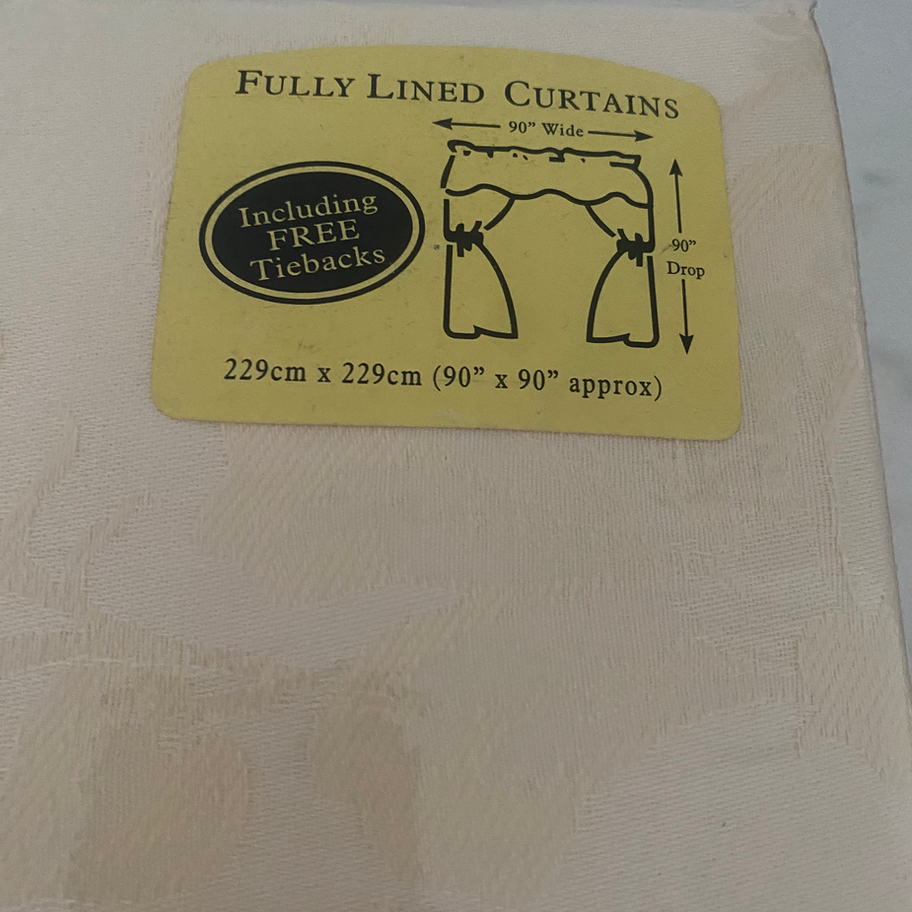 FULLY LINED CURTAINS
90” Wide
Including
FREE
Tiebacks
90”
Drop
229cm x 229cm (90” x 90” approx)